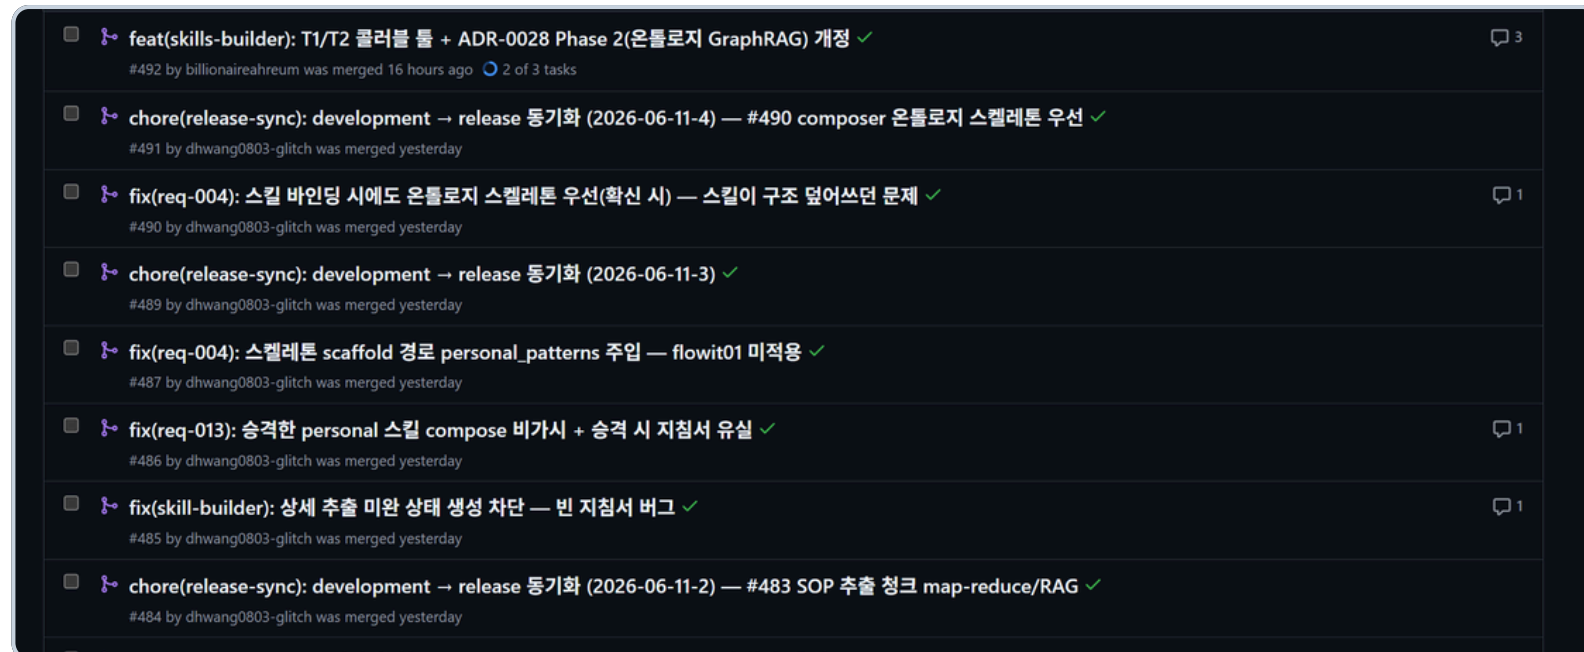 feat(skills-builder): T1/T2 콜러블 툴 + ADR-0028 Phase 2(온톨로지 GraphRAG) 개정
3
#492 by billionaireahreum was merged 16 hours ago 2 of 3 tasks
chore(release-sync): development → release 동기화 (2026-06-11-4) — #490 composer 온톨로지 스켈레톤 우선
#491 by dhwang0803-glitch was merged yesterday
fix(req-004): 스킬 바인딩 시에도 온톨로지 스켈레톤 우선(확신 시) — 스킬이 구조 덮어쓰던 문제
1
#490 by dhwang0803-glitch was merged yesterday
chore(release-sync): development → release 동기화 (2026-06-11-3)
#489 by dhwang0803-glitch was merged yesterday
fix(req-004): 스켈레톤 scaffold 경로 personal_patterns 주입 — flowit01 미적용
#487 by dhwang0803-glitch was merged yesterday
fix(req-013): 승격한 personal 스킬 compose 비가시 + 승격 시 지침서 유실
1
#486 by dhwang0803-glitch was merged yesterday
fix(skill-builder): 상세 추출 미완 상태 생성 차단 — 빈 지침서 버그
1
#485 by dhwang0803-glitch was merged yesterday
chore(release-sync): development → release 동기화 (2026-06-11-2) — #483 SOP 추출 청크 map-reduce/RAG
#484 by dhwang0803-glitch was merged yesterday